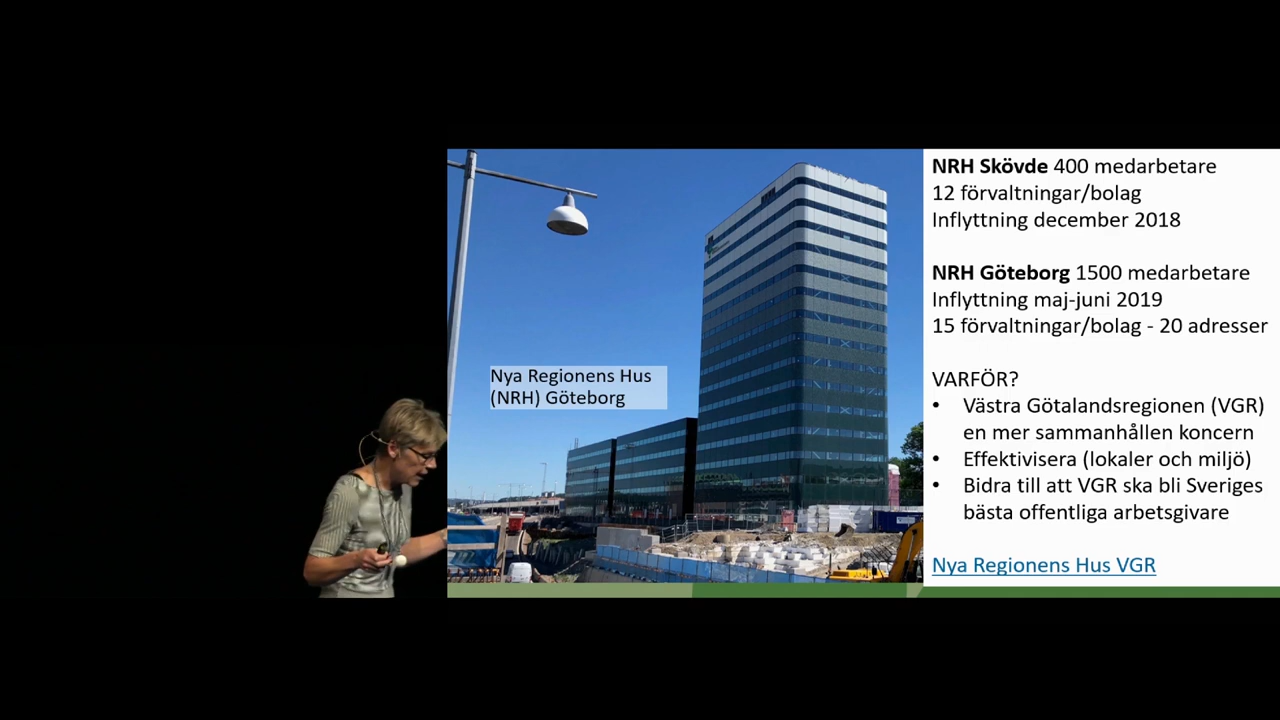 Nya Regionens Hus
(NRH) Göteborg
NRH Skövde 400 medarbetare
12 förvaltningar/bolag
Inflyttning december 2018
NRH Göteborg 1500 medarbetare
Inflyttning maj-juni 2019
15 förvaltningar/bolag - 20 adresser
VARFÖR?
• Västra Götalandsregionen (VGR)
en mer sammanhållen koncern
• Effektivisera (lokaler och miljö)
• Bidra till att VGR ska bli Sveriges
bästa offentliga arbetsgivare
Nya Regionens Hus VGR